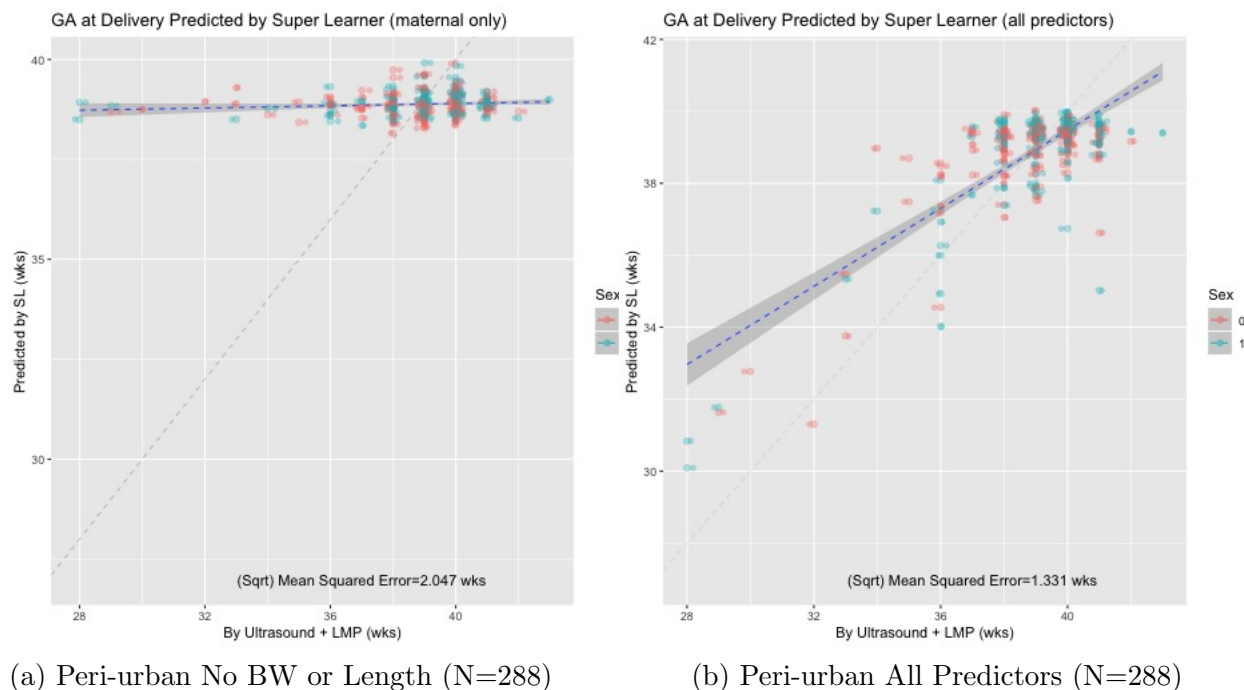 GA at Delivery Predicted by Super Learner (maternal only)
40
35
30
Predicted by SL (wks)
(Sqrt) Mean Squared Error=2.047 wks
28
32
36
40
By Ultrasound + LMP (wks)
Sex
(a) Peri-urban No BW or Length (N=288)
GA at Delivery Predicted by Super Learner (all predictors)
42
38
34
30
Predicted by SL (wks)
(Sqrt) Mean Squared Error=1.331 wks
28
32
36
40
By Ultrasound + LMP (wks)
Sex
0
1
(b) Peri-urban All Predictors (N=288)